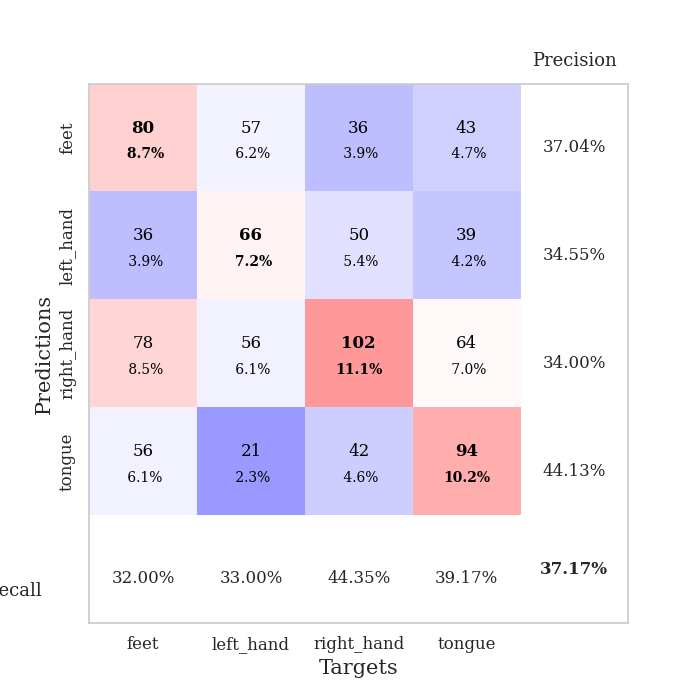 Precision
feet
80 57 36 43 37.04%
8.7% 6.2% 3.9% 4.7%
left_hand
36 66 50 39 34.55%
3.9% 7.2% 5.4% 4.2%
Predictions
right_hand
78 56 102 64 34.00%
8.5% 6.1% 11.1% 7.0%
tongue
56 21 42 94 44.13%
6.1% 2.3% 4.6% 10.2%
ecall 32.00% 33.00% 44.35% 39.17% 37.17%
feet left_hand right_hand tongue
Targets